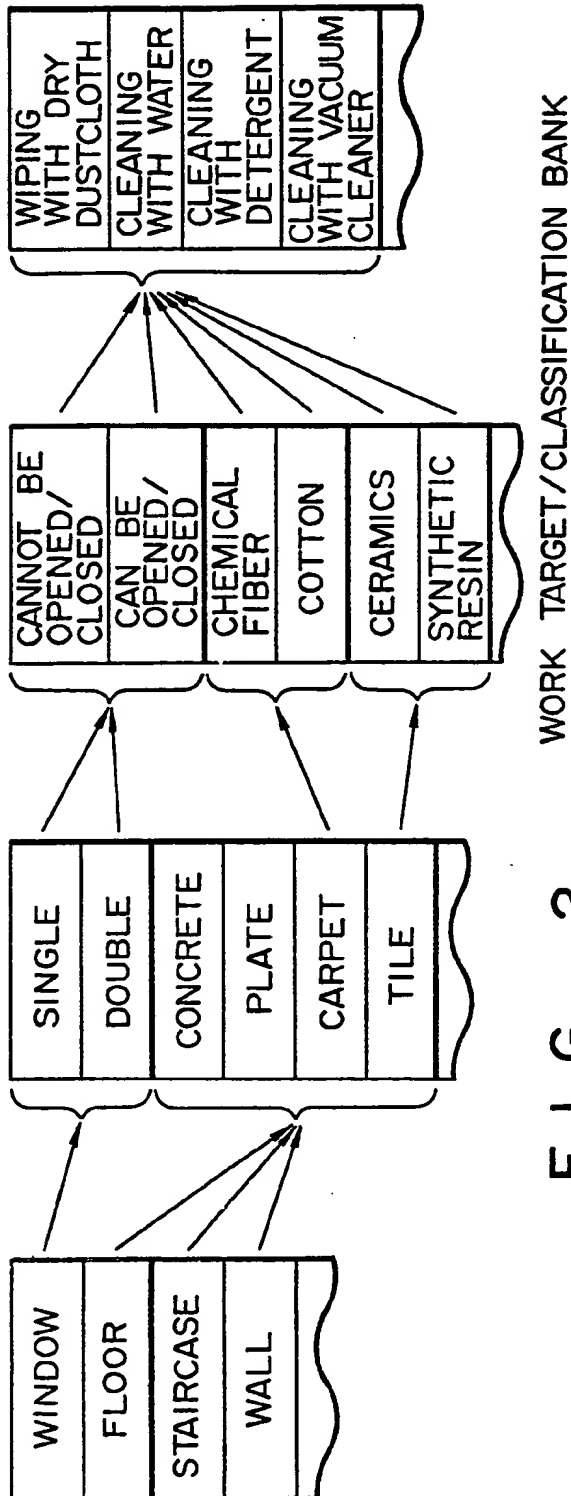 WINDOW
FLOOR
STAIRCASE
WALL
SINGLE
DOUBLE
CONCRETE
PLATE
CARPET
TILE
CANNOT BE
OPENED/
CLOSED
CAN BE
OPENED/
CLOSED
CHEMICAL
FIBER
COTTON
CERAMICS
SYNTHETIC
RESIN
WIPING
WITH DRY
DUSTCLOTH
CLEANING
WITH WATER
CLEANING
WITH
DETERGENT
CLEANING
WITH VACUUM
CLEANER
WORK TARGET/CLASSIFICATION BANK